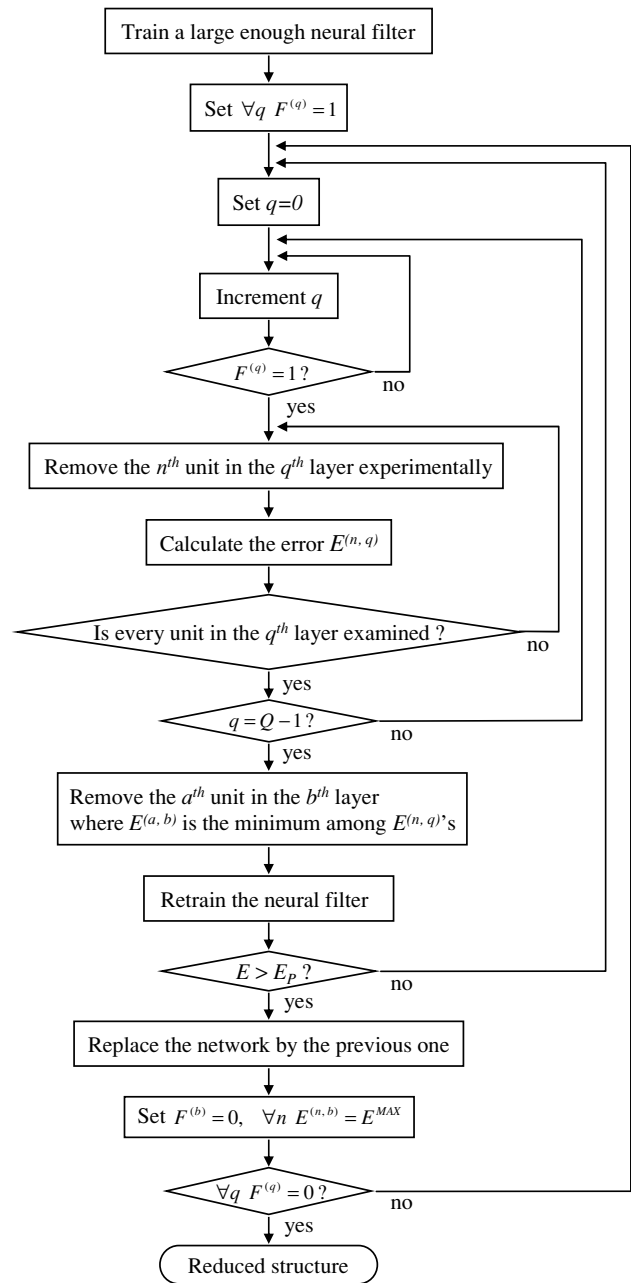 Train a large enough neural filter
Set ∀q F^(q) = 1
Set q=0
Increment q
F^(q) = 1 ?
no
yes
Remove the n^th unit in the q^th layer experimentally
Calculate the error E^(n, q)
Is every unit in the q^th layer examined ?
no
yes
q = Q − 1 ?
no
yes
Remove the a^th unit in the b^th layer
where E^(a, b) is the minimum among E^(n, q)'s
Retrain the neural filter
E > E_P ?
no
yes
Replace the network by the previous one
Set F^(b) = 0, ∀n E^(n, b) = E^MAX
∀q F^(q) = 0 ?
no
yes
Reduced structure